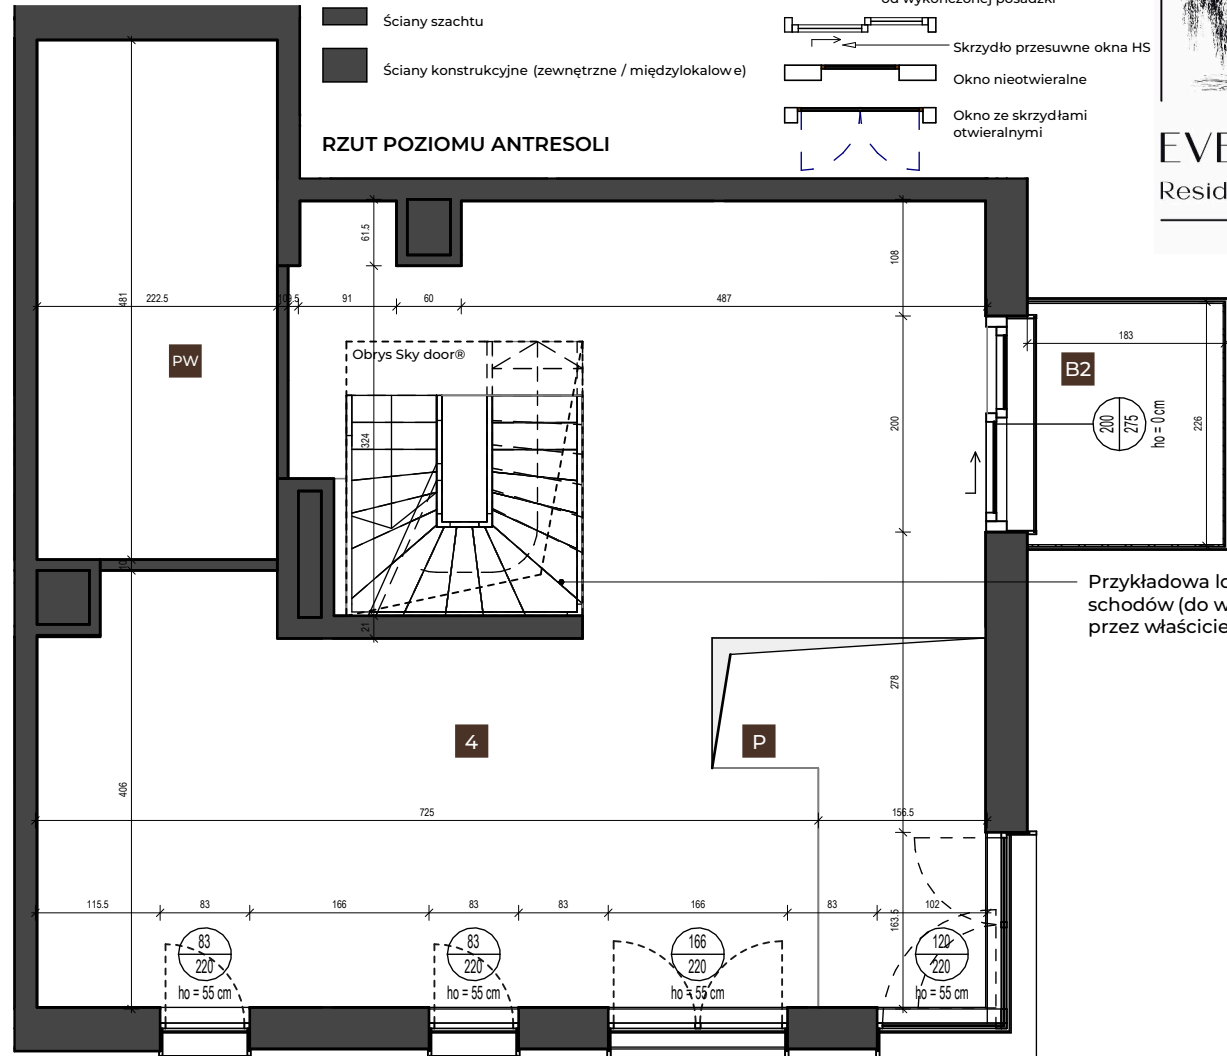 od wykończonej posadzki
Ściany szachtu
Skrzydło przesuwne okna HS
Ściany konstrukcyjne (zewnętrzne / międzylokalowe)
Okno nieotwieralne
Okno ze skrzydłami
otwieralnymi
RZUT POZIOMU ANTRESOLI
EVE
Resid
61.5
108
481
222.5
91
60
487
183
Obrys Sky door®
PW
B2
200
275
ho = 0 cm
226
324
200
10
21
Przykładowa lo
schodów (do w
przez właścicie
278
4
P
406
725
156.5
115.5
83
166
83
83
166
83
102
163.5
83
220
ho = 55 cm
83
220
ho = 55 cm
166
220
ho = 55 cm
120
220
ho = 55 cm